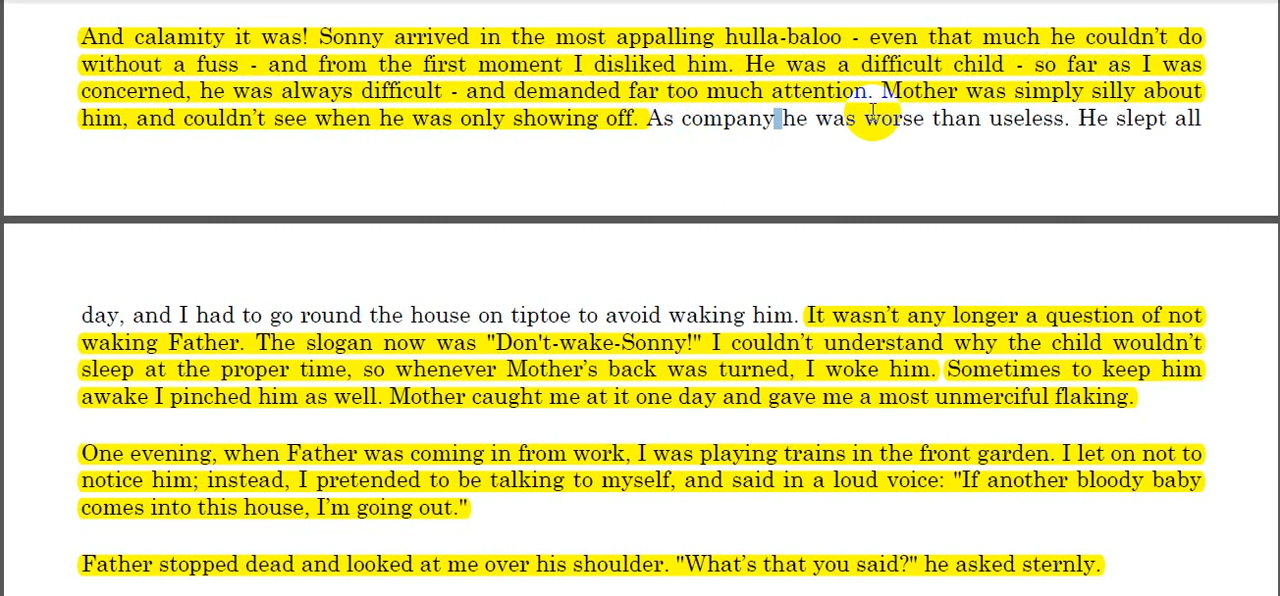 And calamity it was! Sonny arrived in the most appalling hulla-baloo - even that much he couldn’t do
without a fuss - and from the first moment I disliked him. He was a difficult child - so far as I was
concerned, he was always difficult - and demanded far too much attention. Mother was simply silly about
him, and couldn’t see when he was only showing off. As company he was worse than useless. He slept all
day, and I had to go round the house on tiptoe to avoid waking him. It wasn’t any longer a question of not
waking Father. The slogan now was "Don't-wake-Sonny!" I couldn’t understand why the child wouldn’t
sleep at the proper time, so whenever Mother’s back was turned, I woke him. Sometimes to keep him
awake I pinched him as well. Mother caught me at it one day and gave me a most unmerciful flaking.
One evening, when Father was coming in from work, I was playing trains in the front garden. I let on not to
notice him; instead, I pretended to be talking to myself, and said in a loud voice: "If another bloody baby
comes into this house, I’m going out."
Father stopped dead and looked at me over his shoulder. "What’s that you said?" he asked sternly.